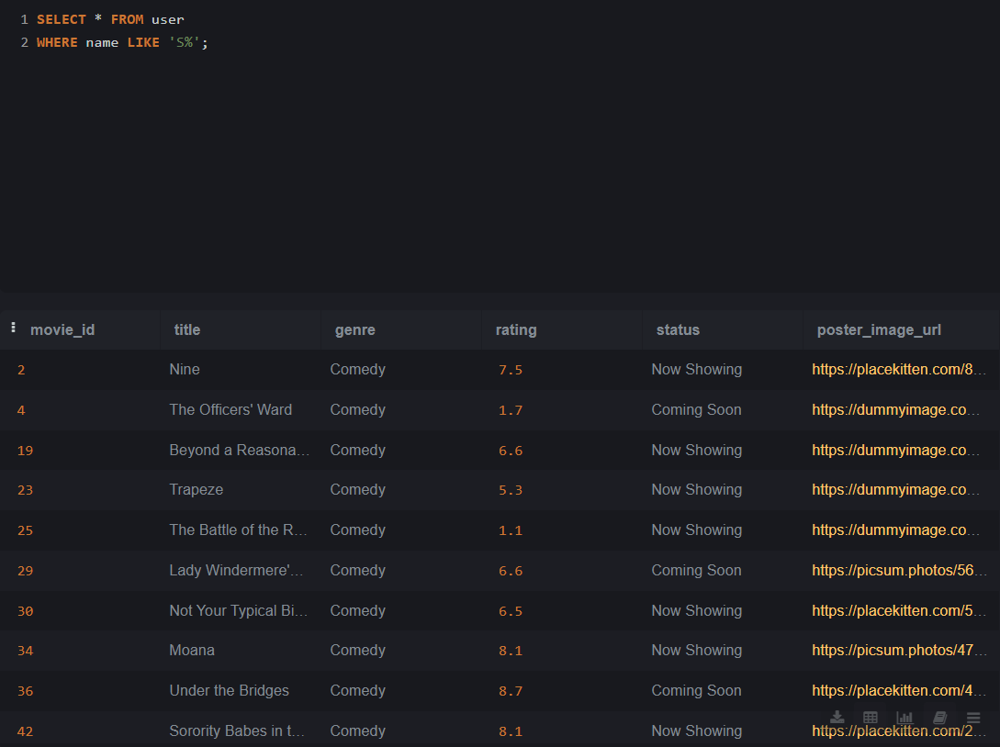 1 SELECT * FROM user
2 WHERE name LIKE 'S%';
movie_id title genre rating status poster_image_url
2 Nine Comedy 7.5 Now Showing https://placekitten.com/8...
4 The Officers' Ward Comedy 1.7 Coming Soon https://dummyimage.co...
19 Beyond a Reasona... Comedy 6.6 Now Showing https://dummyimage.co...
23 Trapeze Comedy 5.3 Now Showing https://dummyimage.co...
25 The Battle of the R... Comedy 1.1 Now Showing https://dummyimage.co...
29 Lady Windermere'... Comedy 6.6 Coming Soon https://picsum.photos/56...
30 Not Your Typical Bi... Comedy 6.5 Now Showing https://placekitten.com/5...
34 Moana Comedy 8.1 Now Showing https://picsum.photos/47...
36 Under the Bridges Comedy 8.7 Coming Soon https://placekitten.com/4...
42 Sorority Babes in t... Comedy 8.1 Now Showing https://placekitten.com/2...